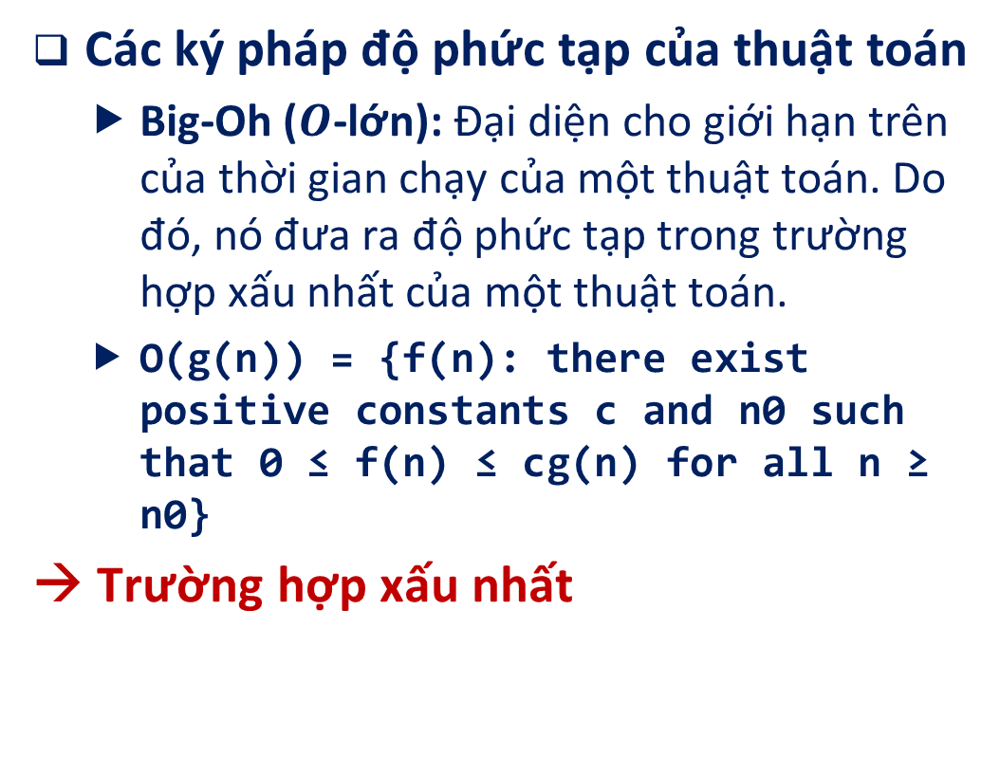 ❑ Các ký pháp độ phức tạp của thuật toán
▶ Big-Oh (𝑶-lớn): Đại diện cho giới hạn trên
của thời gian chạy của một thuật toán. Do
đó, nó đưa ra độ phức tạp trong trường
hợp xấu nhất của một thuật toán.
▶ O(g(n)) = {f(n): there exist
positive constants c and n0 such
that 0 ≤ f(n) ≤ cg(n) for all n ≥
n0}
→ Trường hợp xấu nhất